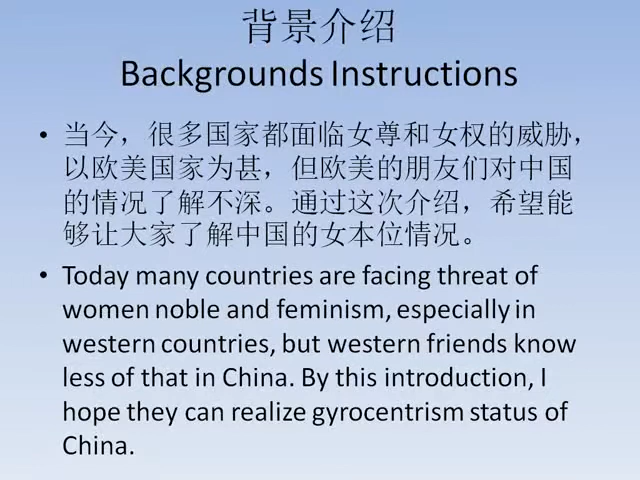 背景介绍
Backgrounds Instructions
• 当今，很多国家都面临女尊和女权的威胁，
以欧美国家为甚，但欧美的朋友们对中国
的情况了解不深。通过这次介绍，希望能
够让大家了解中国的女本位情况。
• Today many countries are facing threat of
women noble and feminism, especially in
western countries, but western friends know
less of that in China. By this introduction, I
hope they can realize gyrocentrism status of
China.